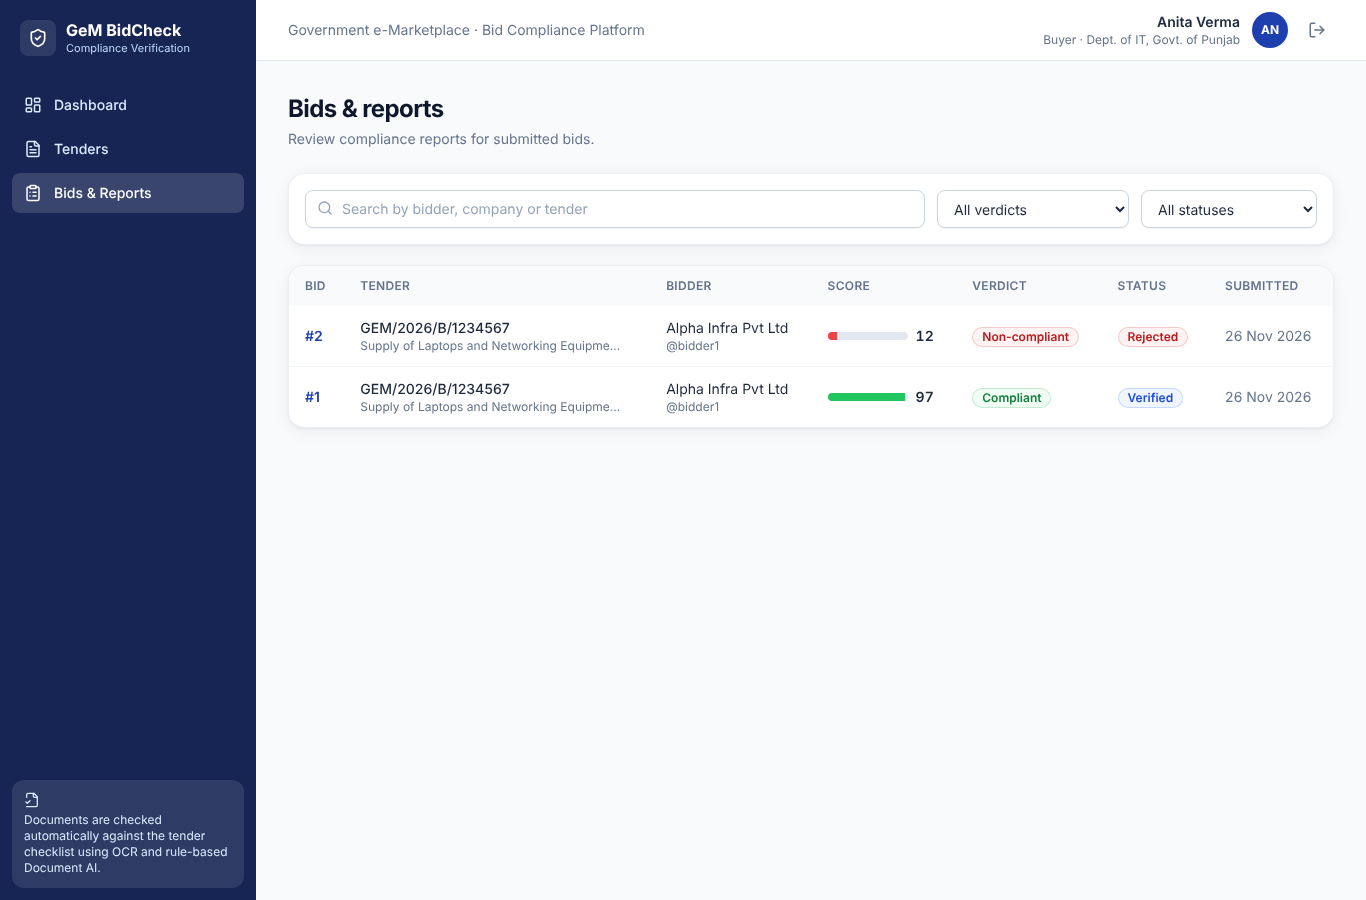 GeM BidCheck
Compliance Verification
Dashboard
Tenders
Bids & Reports
Documents are checked
automatically against the tender
checklist using OCR and rule-based
Document AI.
Government e-Marketplace · Bid Compliance Platform
Anita Verma
Buyer · Dept. of IT, Govt. of Punjab
AN
Bids & reports
Review compliance reports for submitted bids.
Search by bidder, company or tender
All verdicts
All statuses
BID TENDER BIDDER SCORE VERDICT STATUS SUBMITTED
#2 GEM/2026/B/1234567 Alpha Infra Pvt Ltd 12 Non-compliant Rejected 26 Nov 2026
Supply of Laptops and Networking Equipme... @bidder1
#1 GEM/2026/B/1234567 Alpha Infra Pvt Ltd 97 Compliant Verified 26 Nov 2026
Supply of Laptops and Networking Equipme... @bidder1